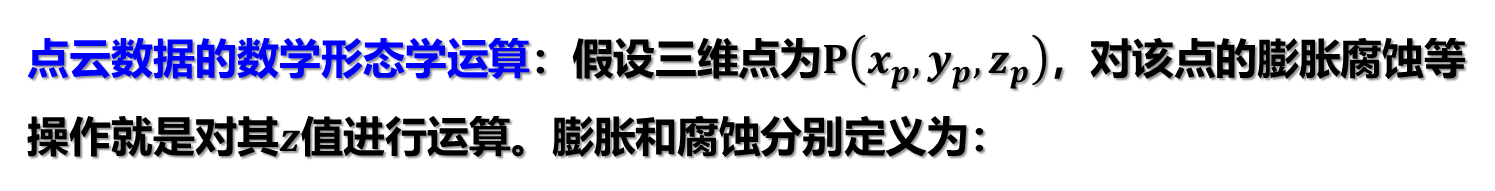 点云数据的数学形态学运算：假设三维点为P(xₚ, yₚ, zₚ)，对该点的膨胀腐蚀等
操作就是对其z值进行运算。膨胀和腐蚀分别定义为：